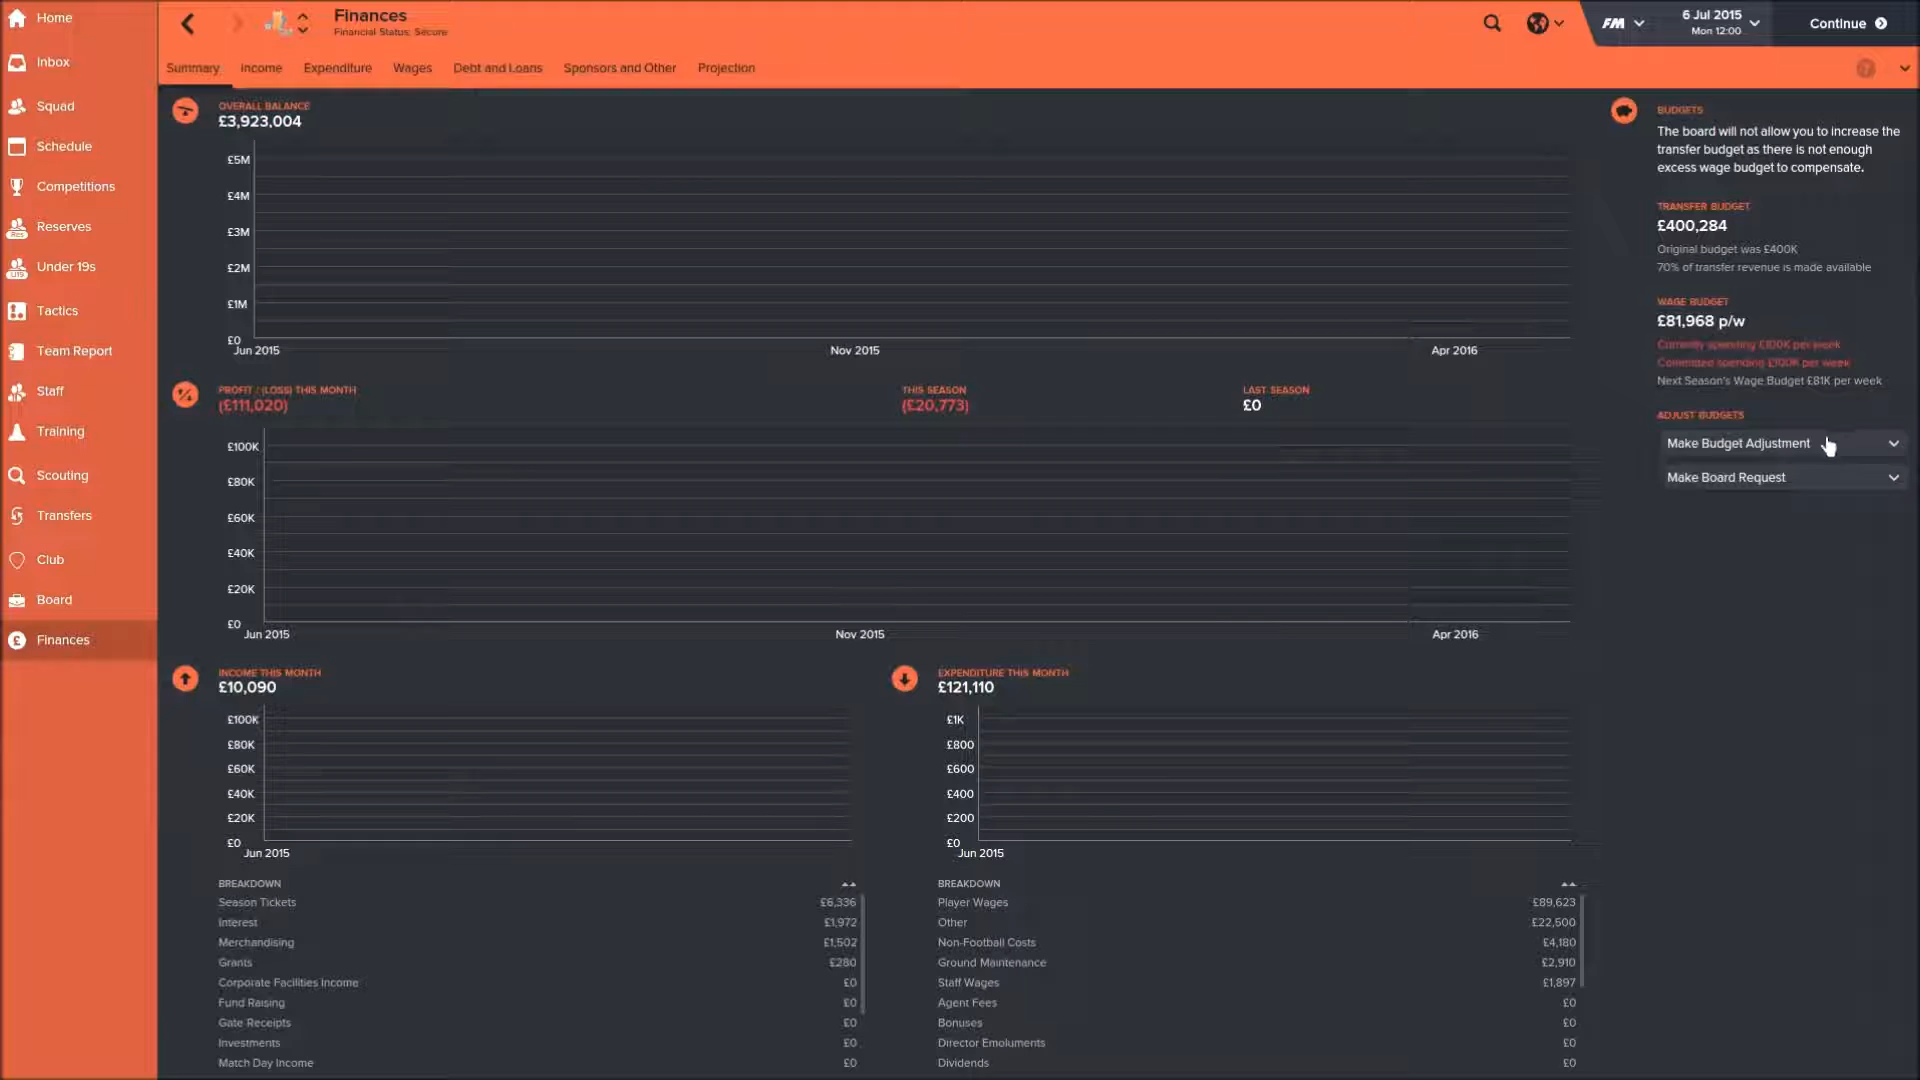 Home
Inbox
Squad
Schedule
Competitions
Reserves
Under 19s
Tactics
Team Report
Staff
Training
Scouting
Transfers
Club
Board
Finances
Finances
Financial Status: Secure
FM
6 Jul 2015
Mon 12:00
Continue
Summary Income Expenditure Wages Debt and Loans Sponsors and Other Projection
OVERALL BALANCE
£3,923,004
£5M
£4M
£3M
£2M
£1M
£0
Jun 2015 Nov 2015 Apr 2016
PROFIT / (LOSS) THIS MONTH
(£111,020)
THIS SEASON
(£20,773)
LAST SEASON
£0
£100K
£80K
£60K
£40K
£20K
£0
Jun 2015 Nov 2015 Apr 2016
INCOME THIS MONTH
£10,090
£100K
£80K
£60K
£40K
£20K
£0
Jun 2015
BREAKDOWN
Season Tickets £6,336
Interest £1,972
Merchandising £1,502
Grants £280
Corporate Facilities Income £0
Fund Raising £0
Gate Receipts £0
Investments £0
Match Day Income £0
EXPENDITURE THIS MONTH
£121,110
£1K
£800
£600
£400
£200
£0
Jun 2015
BREAKDOWN
Player Wages £89,623
Other £22,500
Non-Football Costs £4,180
Ground Maintenance £2,910
Staff Wages £1,897
Agent Fees £0
Bonuses £0
Director Emoluments £0
Dividends £0
BUDGETS
The board will not allow you to increase the
transfer budget as there is not enough
excess wage budget to compensate.
TRANSFER BUDGET
£400,284
Original budget was £400K
70% of transfer revenue is made available
WAGE BUDGET
£81,968 p/w
Currently spending £100K per week
Committed spending £100K per week
Next Season's Wage Budget £81K per week
ADJUST BUDGETS
Make Budget Adjustment
Make Board Request